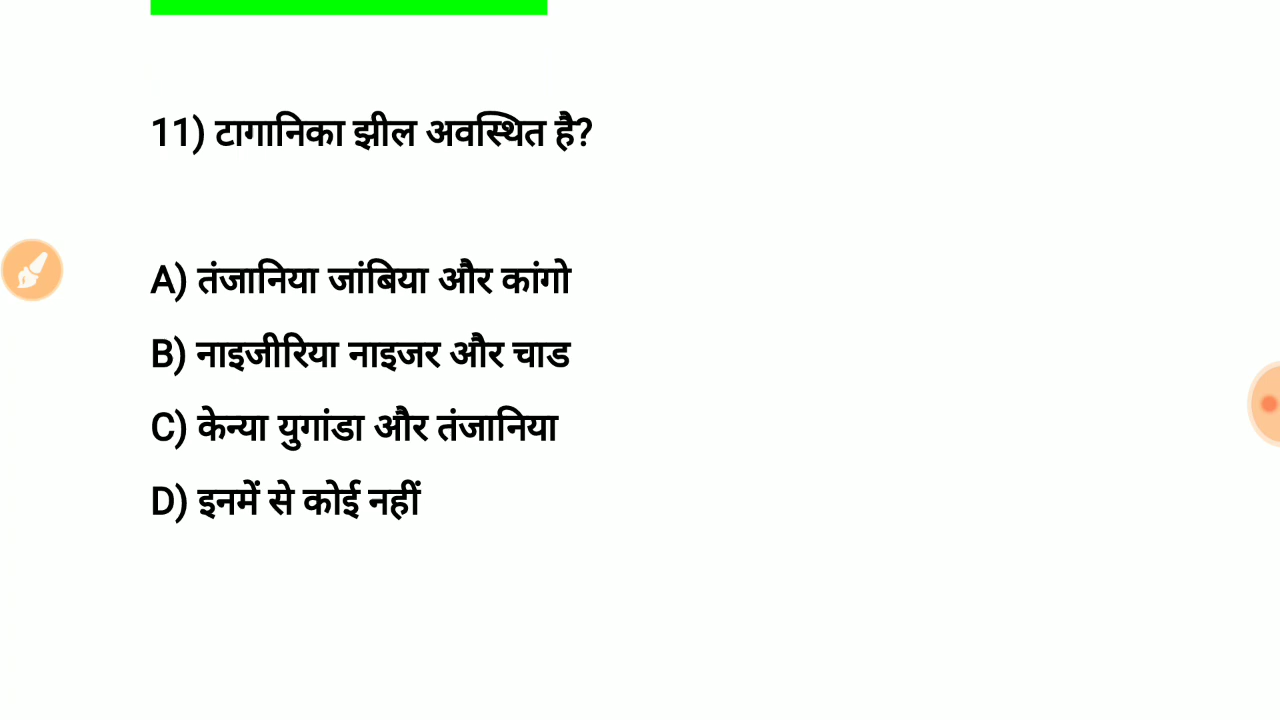 11) टागानिका झील अवस्थित है?
A) तंजानिया जांबिया और कांगो
B) नाइजीरिया नाइजर और चाड
C) केन्या युगांडा और तंजानिया
D) इनमें से कोई नहीं